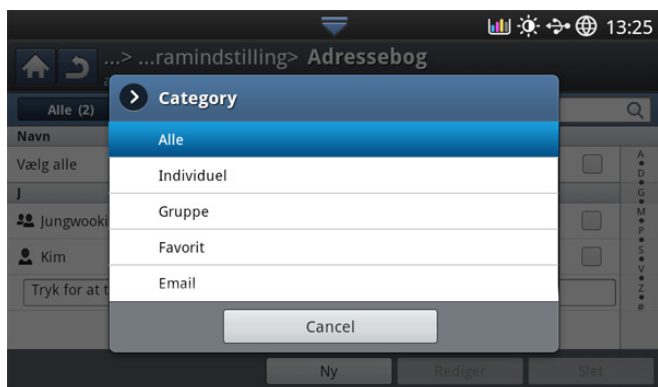 13:25
...> ...ramindstilling> Adressebog
Alle (2)
Category
Navn
Alle
Vælg alle
Individuel
J
Gruppe
Jungwooki
Favorit
Kim
Email
Tryk for at t
Cancel
Ny
Rediger
Slet
A
D
G
M
P
S
V
Z
#